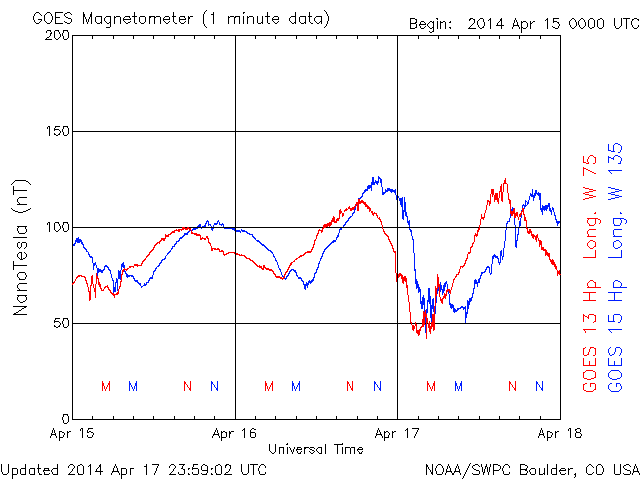 GOES Magnetometer (1 minute data)
Begin: 2014 Apr 15 0000 UTC
200
150
100
50
0
NanoTesla (nT)
M M N N M M N N M M N N
Apr 15 Apr 16 Apr 17 Apr 18
Universal Time
GOES 13 Hp Long. W 75
GOES 15 Hp Long. W 135
Updated 2014 Apr 17 23:59:02 UTC
NOAA/SWPC Boulder, CO USA